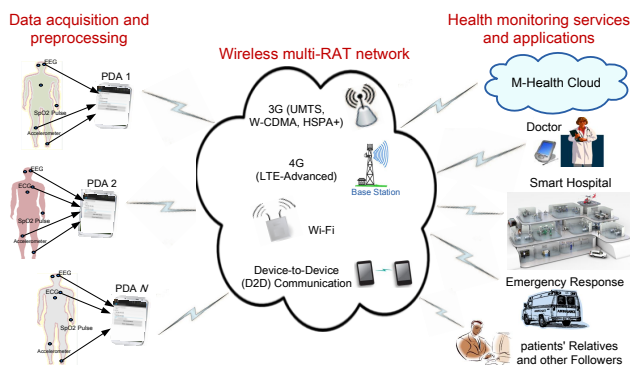 Data acquisition and
preprocessing
EEG
PDA 1
ECG
SpO2 Pulse
Accelerometer
EEG
PDA 2
ECG
SpO2 Pulse
Accelerometer
EEG
PDA N
ECG
SpO2 Pulse
Accelerometer
Wireless multi-RAT network
3G (UMTS,
W-CDMA, HSPA+)
4G
(LTE-Advanced)
Base Station
Wi-Fi
Device-to-Device
(D2D) Communication
Health monitoring services
and applications
M-Health Cloud
Doctor
Smart Hospital
Emergency Response
patients' Relatives
and other Followers